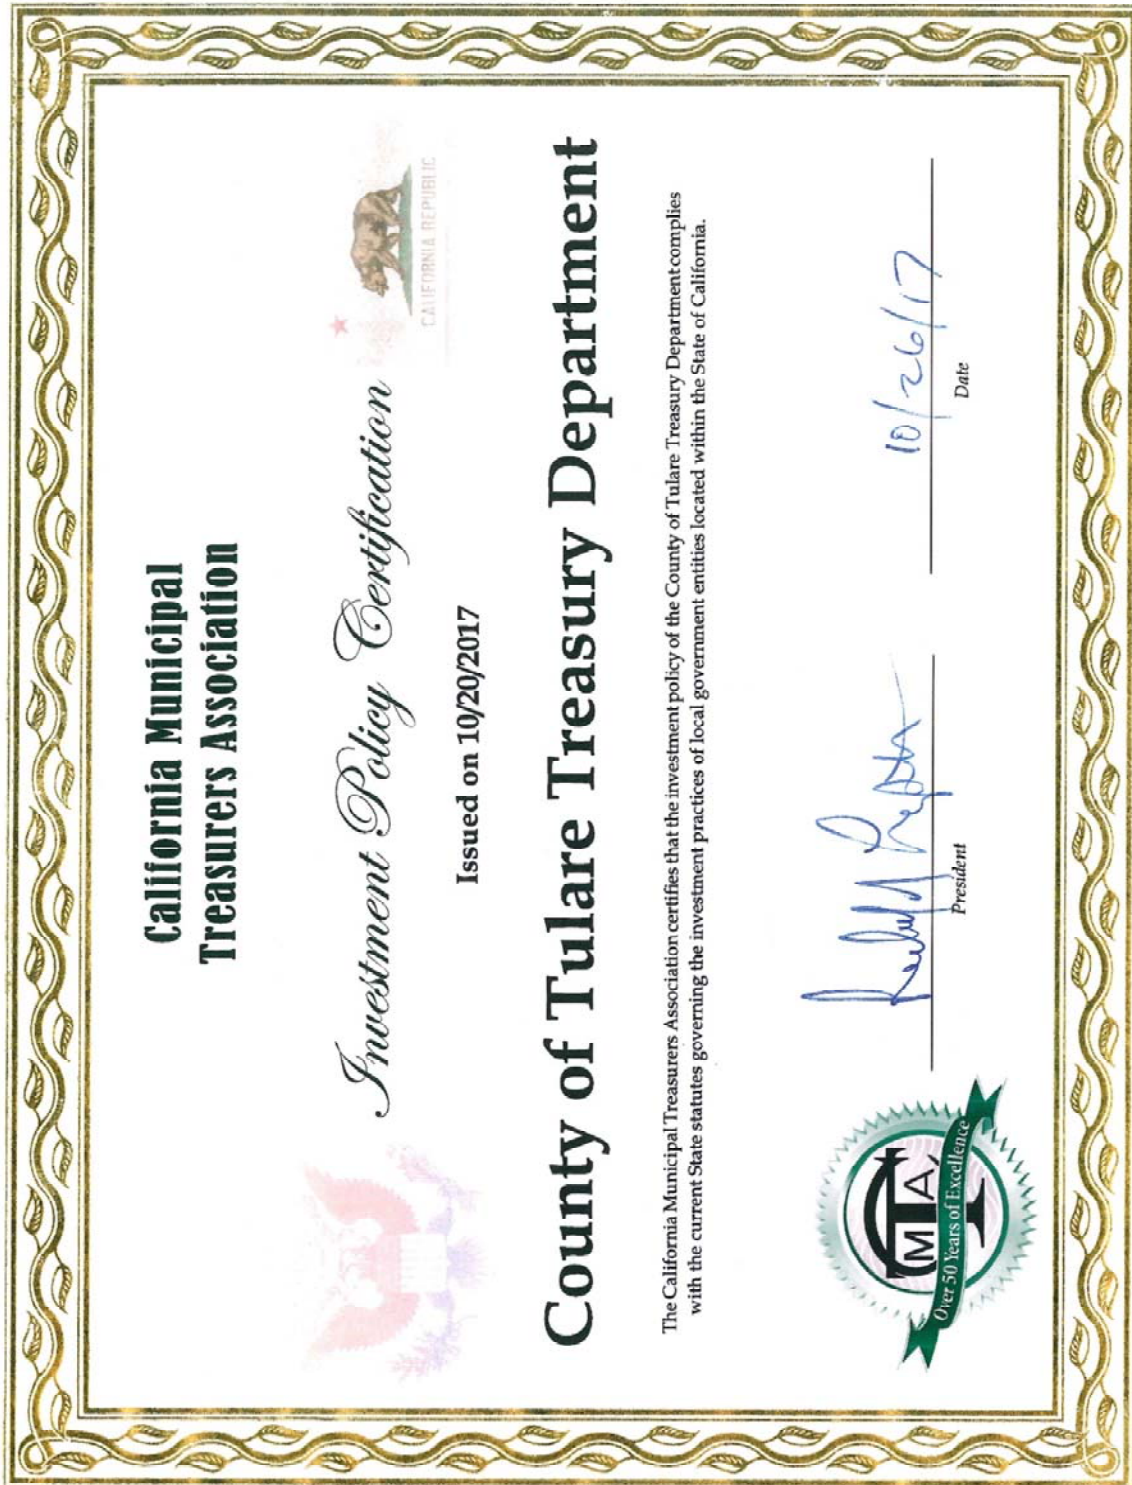 California Municipal
Treasurers Association
Investment Policy Certification
CALIFORNIA REPUBLIC
Issued on 10/20/2017
County of Tulare Treasury Department
The California Municipal Treasurers Association certifies that the investment policy of the County of Tulare Treasury Department complies
with the current State statutes governing the investment practices of local government entities located within the State of California.
10/26/17
President
Date
CMTA
Over 50 Years of Excellence